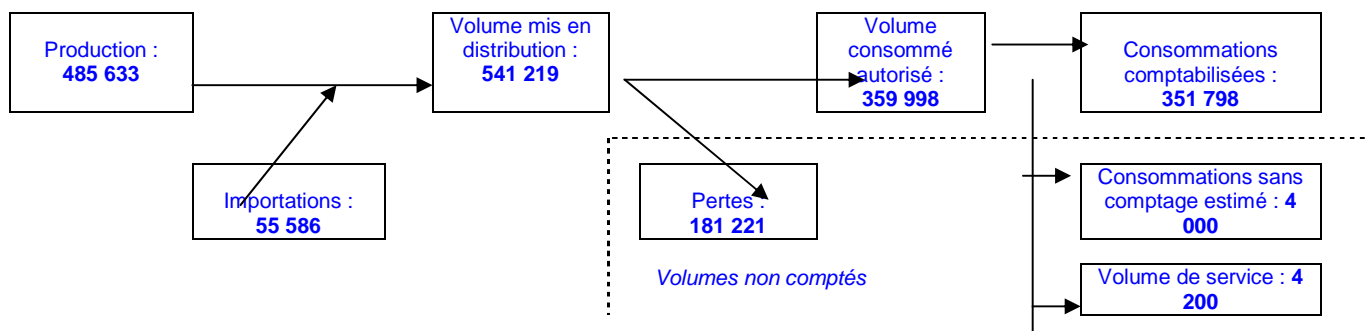 Production :
485 633
Volume mis en
distribution :
541 219
Volume
consommé
autorisé :
359 998
Consommations
comptabilisées :
351 798
Importations :
55 586
Pertes :
181 221
Consommations sans
comptage estimé : 4
000
Volumes non comptés
Volume de service : 4
200